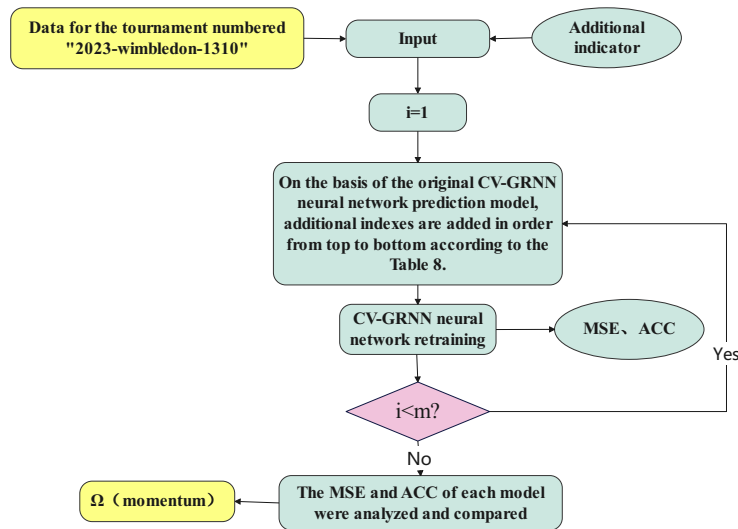 Data for the tournament numbered
"2023-wimbledon-1310"
Input
Additional
indicator
i=1
On the basis of the original CV-GRNN
neural network prediction model,
additional indexes are added in order
from top to bottom according to the
Table 8.
CV-GRNN neural
network retraining
MSE、ACC
Yes
i<m?
No
The MSE and ACC of each model
were analyzed and compared
Ω（momentum）